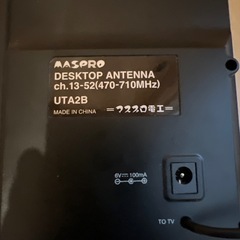 MASPRO
DESKTOP ANTENNA
ch.13-52(470-710MHz)
UTA2B
MADE IN CHINA
マスプロ電工
6V 100mA
TO TV